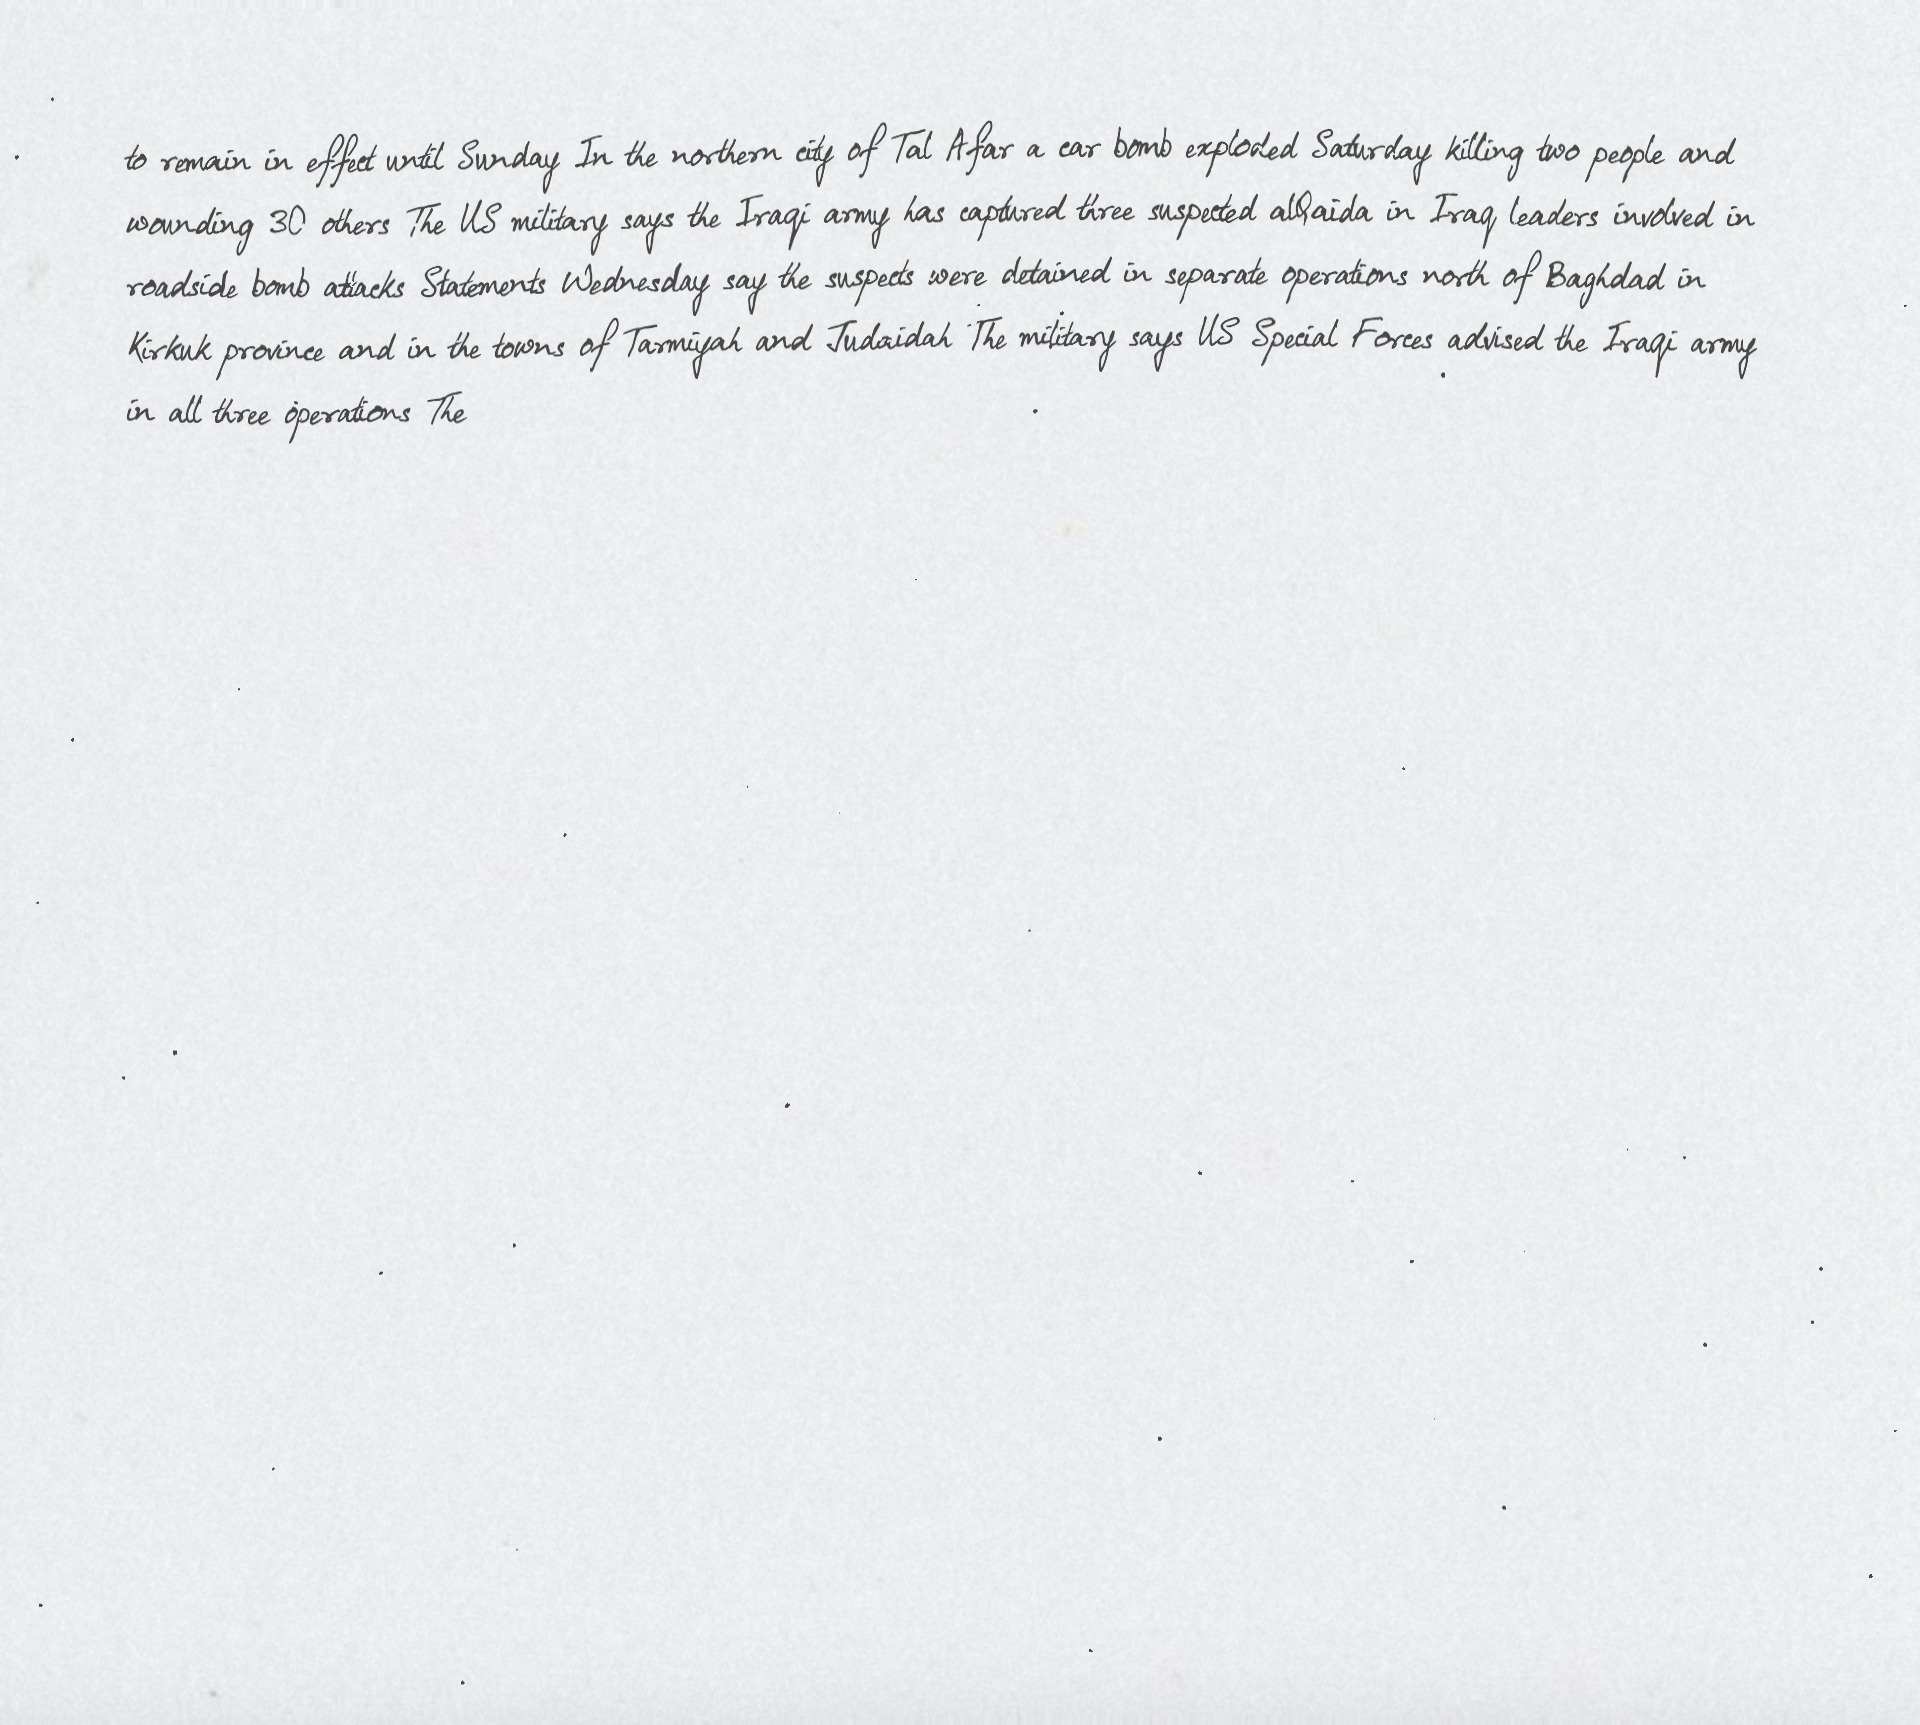 to remain in effect until Sunday In the northern city of Tal Afar a car bomb exploded Saturday killing two people and
wounding 30 others The US military says the Iraqi army has captured three suspected alQaida in Iraq leaders involved in
roadside bomb attacks Statements Wednesday say the suspects were detained in separate operations north of Baghdad in
Kirkuk province and in the towns of Tarmiyah and Judaidah The military says US Special Forces advised the Iraqi army
in all three operations The